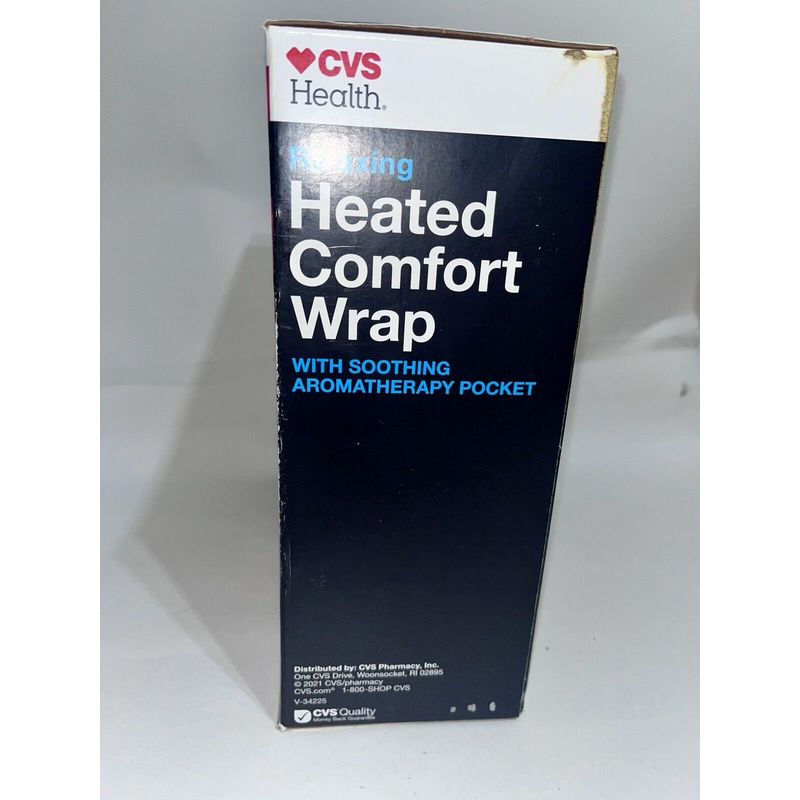 CVS
Health®
Relaxing
Heated
Comfort
Wrap
WITH SOOTHING
AROMATHERAPY POCKET
Distributed by: CVS Pharmacy, Inc.
One CVS Drive, Woonsocket, RI 02895
© 2021 CVS/pharmacy
CVS.com® 1-800-SHOP CVS
V-34225
CVS Quality
Money Back Guarantee